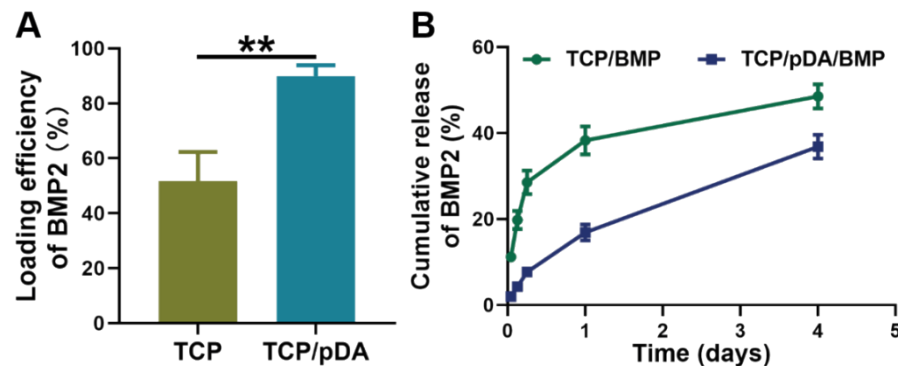 A
Loading efficiency
of BMP2 (%)
100
80
60
40
20
0
**
TCP
TCP/pDA
B
Cumulative release
of BMP2 (%)
60
40
20
0
TCP/BMP
TCP/pDA/BMP
0
1
2
3
4
5
Time (days)